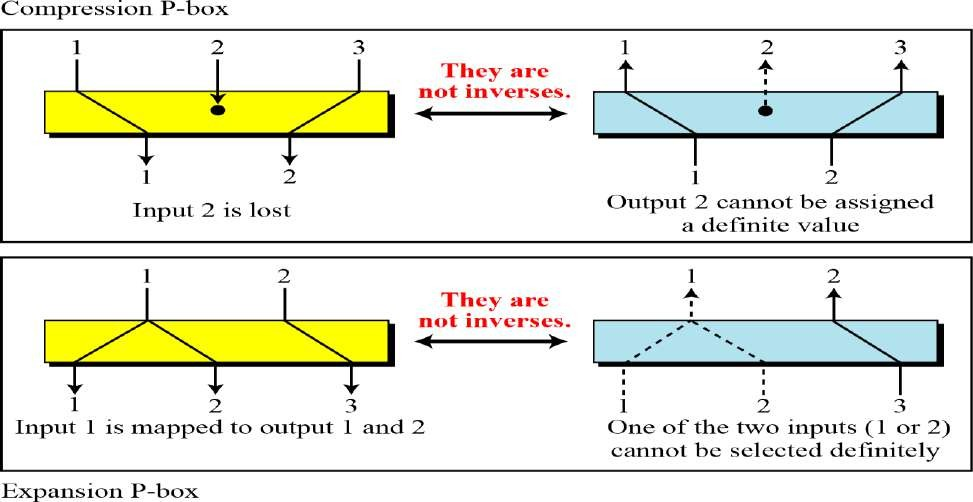 Compression P-box
1 2 3
1 2 3
They are
not inverses.
1 2
1 2
Input 2 is lost
Output 2 cannot be assigned
a definite value
1 2
1 2
They are
not inverses.
1 2 3
1 2 3
Input 1 is mapped to output 1 and 2
One of the two inputs (1 or 2)
cannot be selected definitely
Expansion P-box